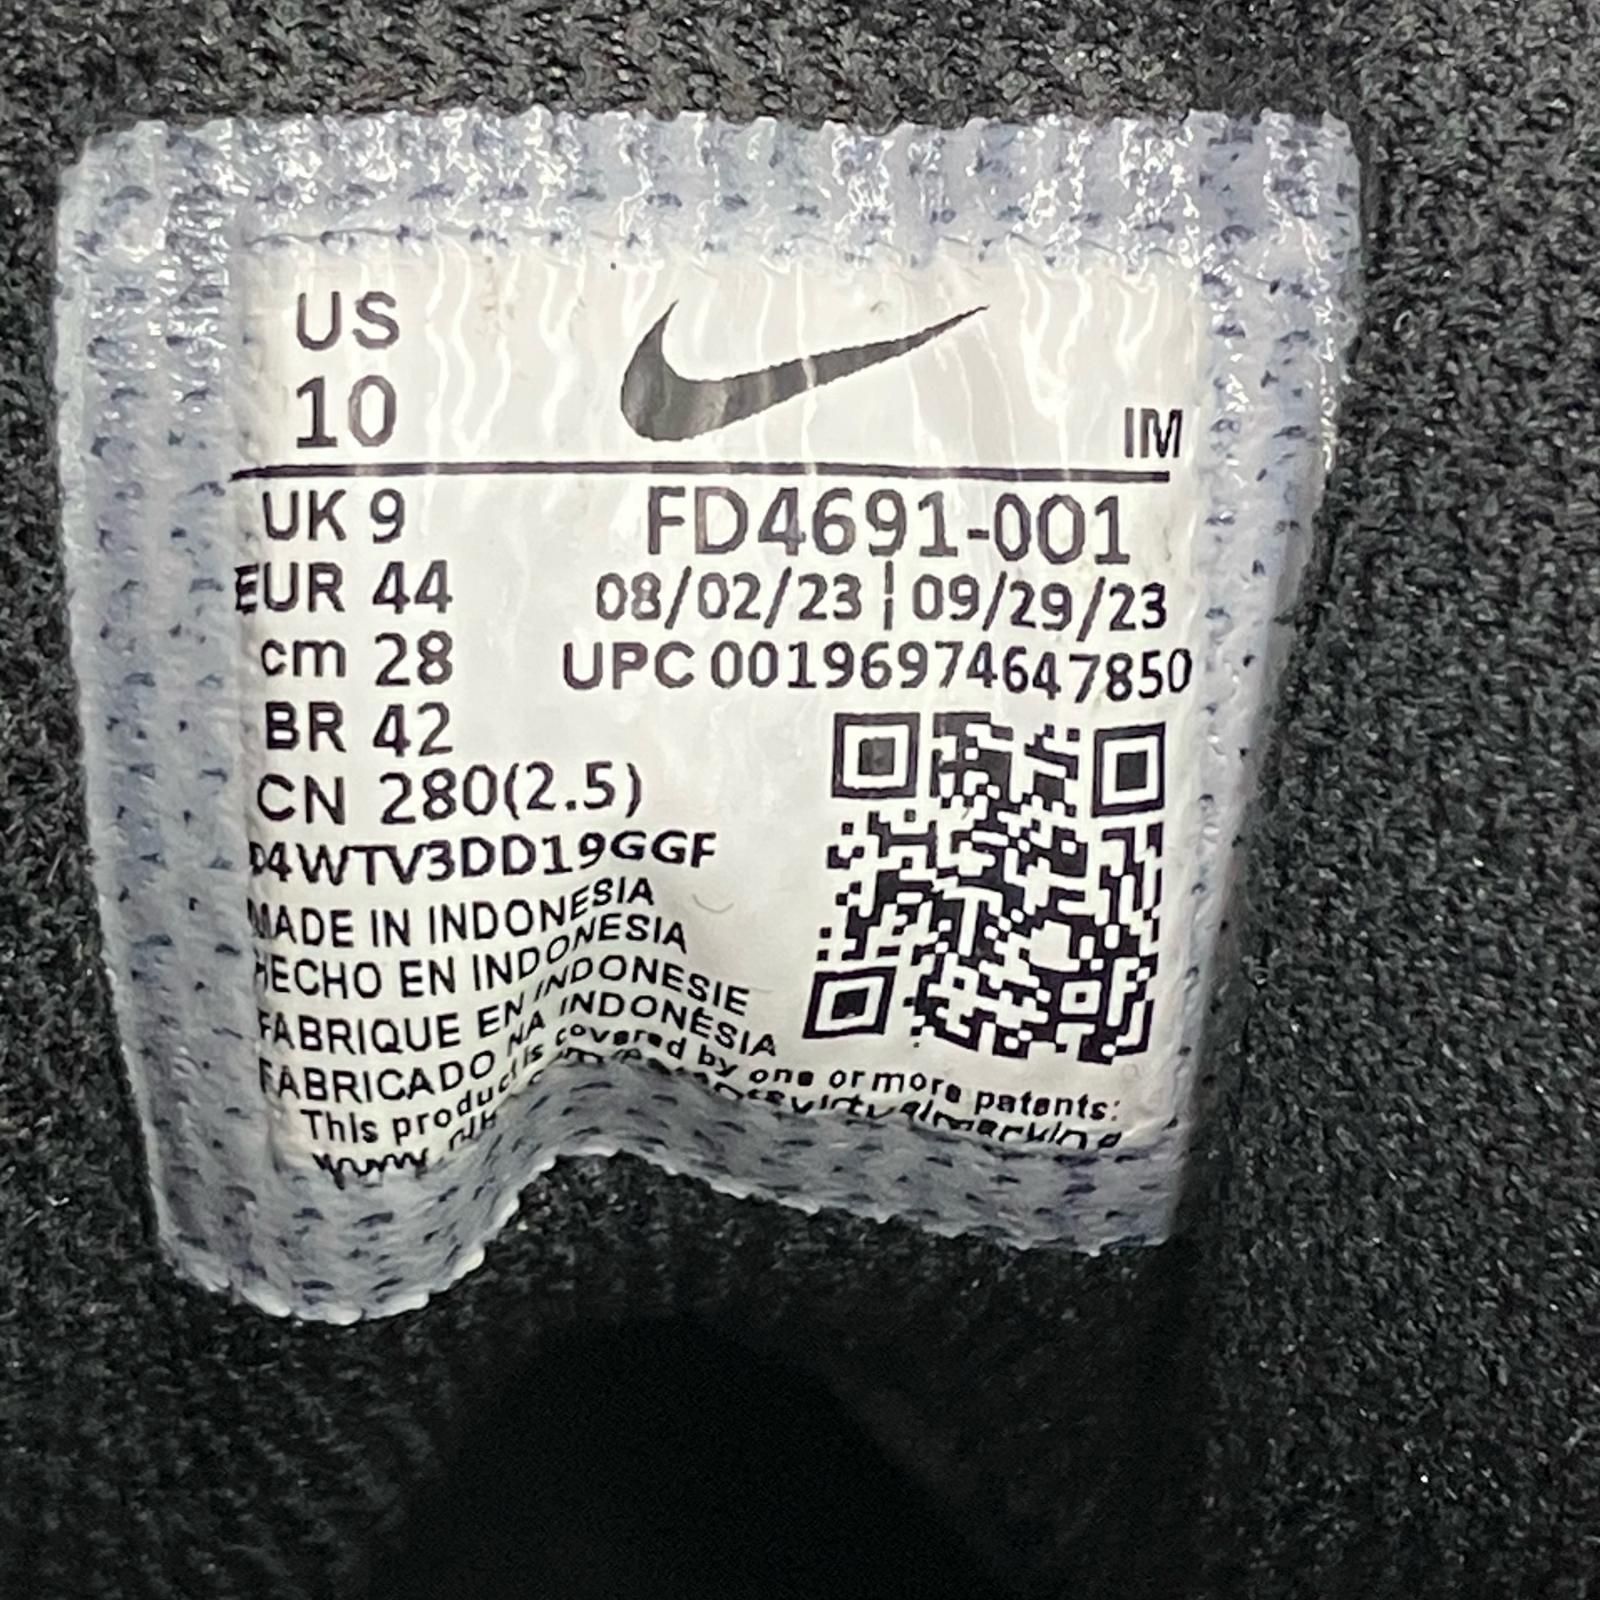 US
10
IM
UK 9
EUR 44
cm 28
BR 42
CN 280(2.5)
FD4691-001
08/02/23 | 09/29/23
UPC 00196974647850
D4WTV3DD19GGF
MADE IN INDONESIA
HECHO EN INDONESIA
FABRIQUE EN INDONESIE
FABRICADO NA INDONÉSIA
This product is covered by one or more patents: